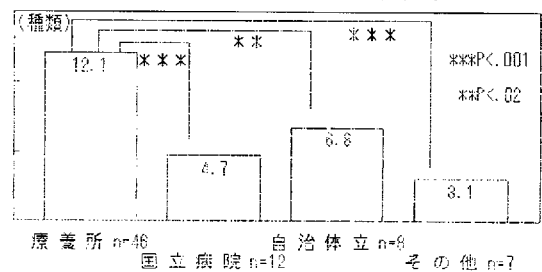 (種類)
** ***
12.1 *** ***P<.001
**P<.02
6.8
4.7
3.1
療養所 n=46 自治体立 n=8
国立病院 n=12 その他 n=7